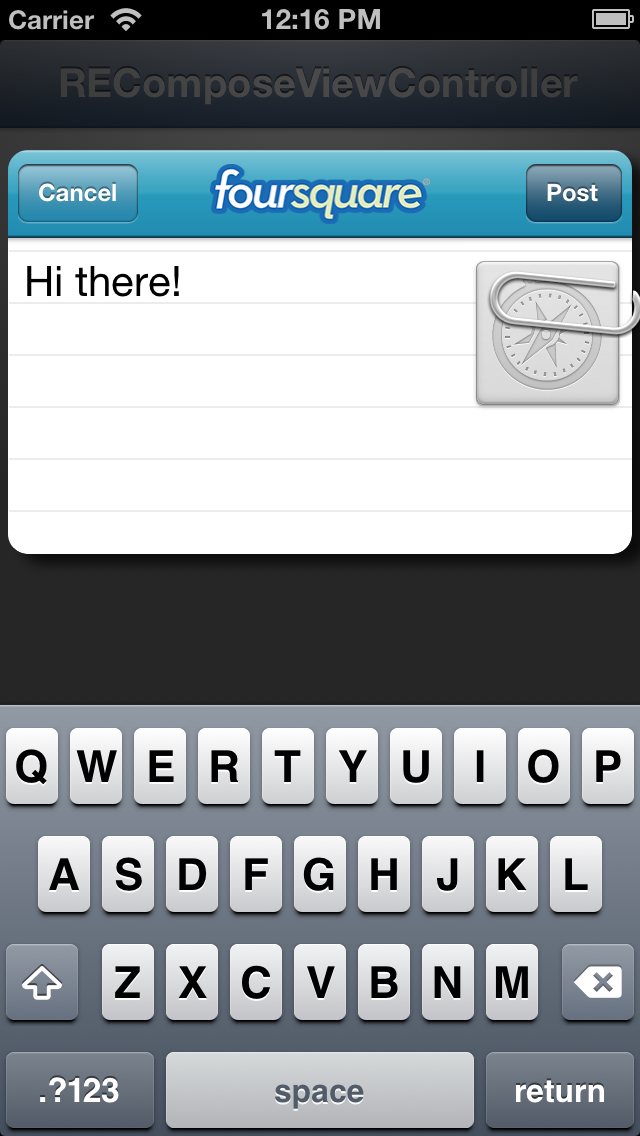 Carrier 12:16 PM
REComposeViewController
Cancel foursquare® Post
Hi there!
Q W E R T Y U I O P
A S D F G H J K L
Z X C V B N M
.?123 space return